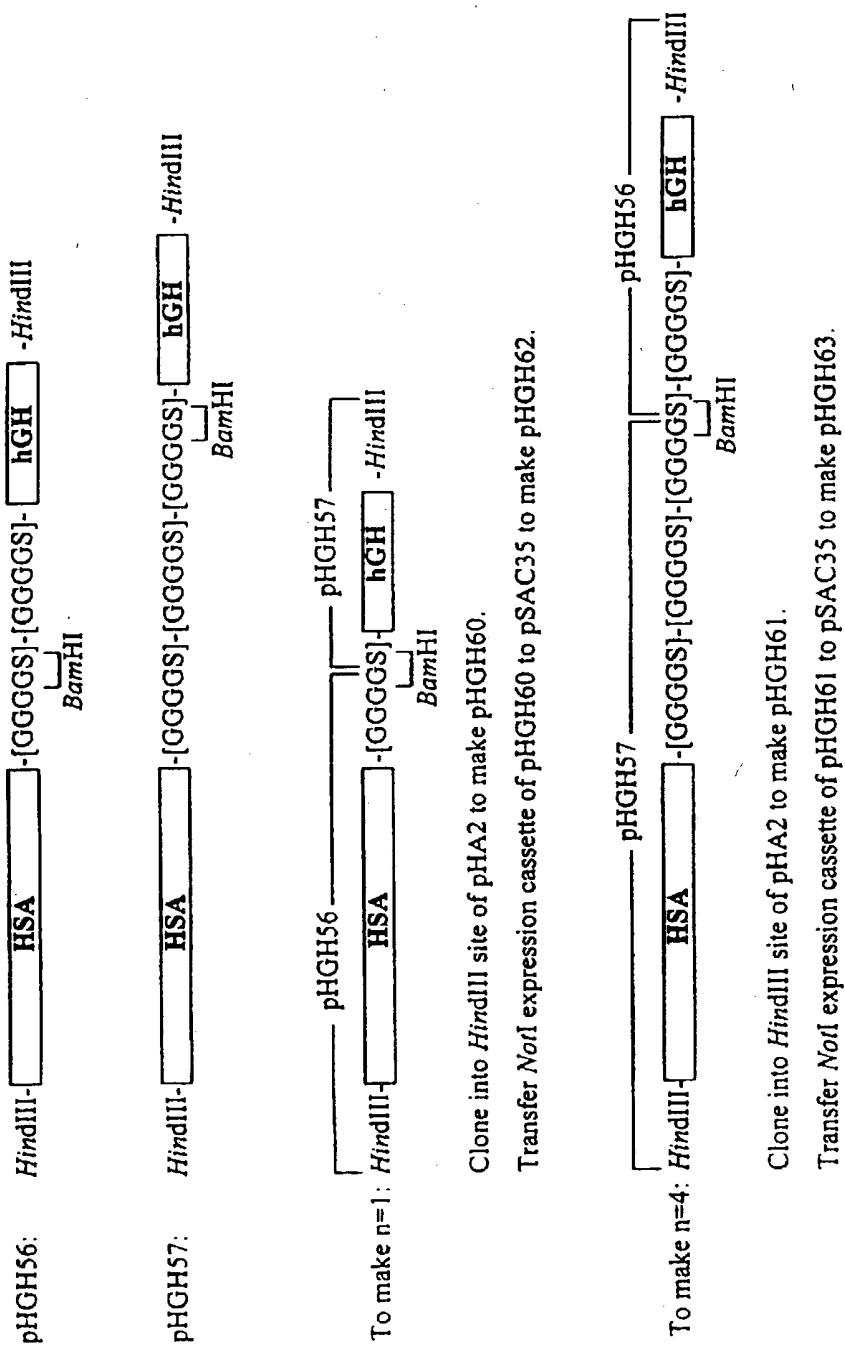 pHGH56: HindIII- HSA -[GGGGS]-[GGGGS]- hGH -HindIII
BamHI
pHGH57: HindIII- HSA -[GGGGS]-[GGGGS]-[GGGGS]- hGH -HindIII
BamHI
pHGH56 pHGH57
To make n=1: HindIII- HSA -[GGGGS]- hGH -HindIII
BamHI
Clone into HindIII site of pHA2 to make pHGH60.
Transfer NotI expression cassette of pHGH60 to pSAC35 to make pHGH62.
pHGH57 pHGH56
To make n=4: HindIII- HSA -[GGGGS]-[GGGGS]-[GGGGS]-[GGGGS]- hGH -HindIII
BamHI
Clone into HindIII site of pHA2 to make pHGH61.
Transfer NotI expression cassette of pHGH61 to pSAC35 to make pHGH63.